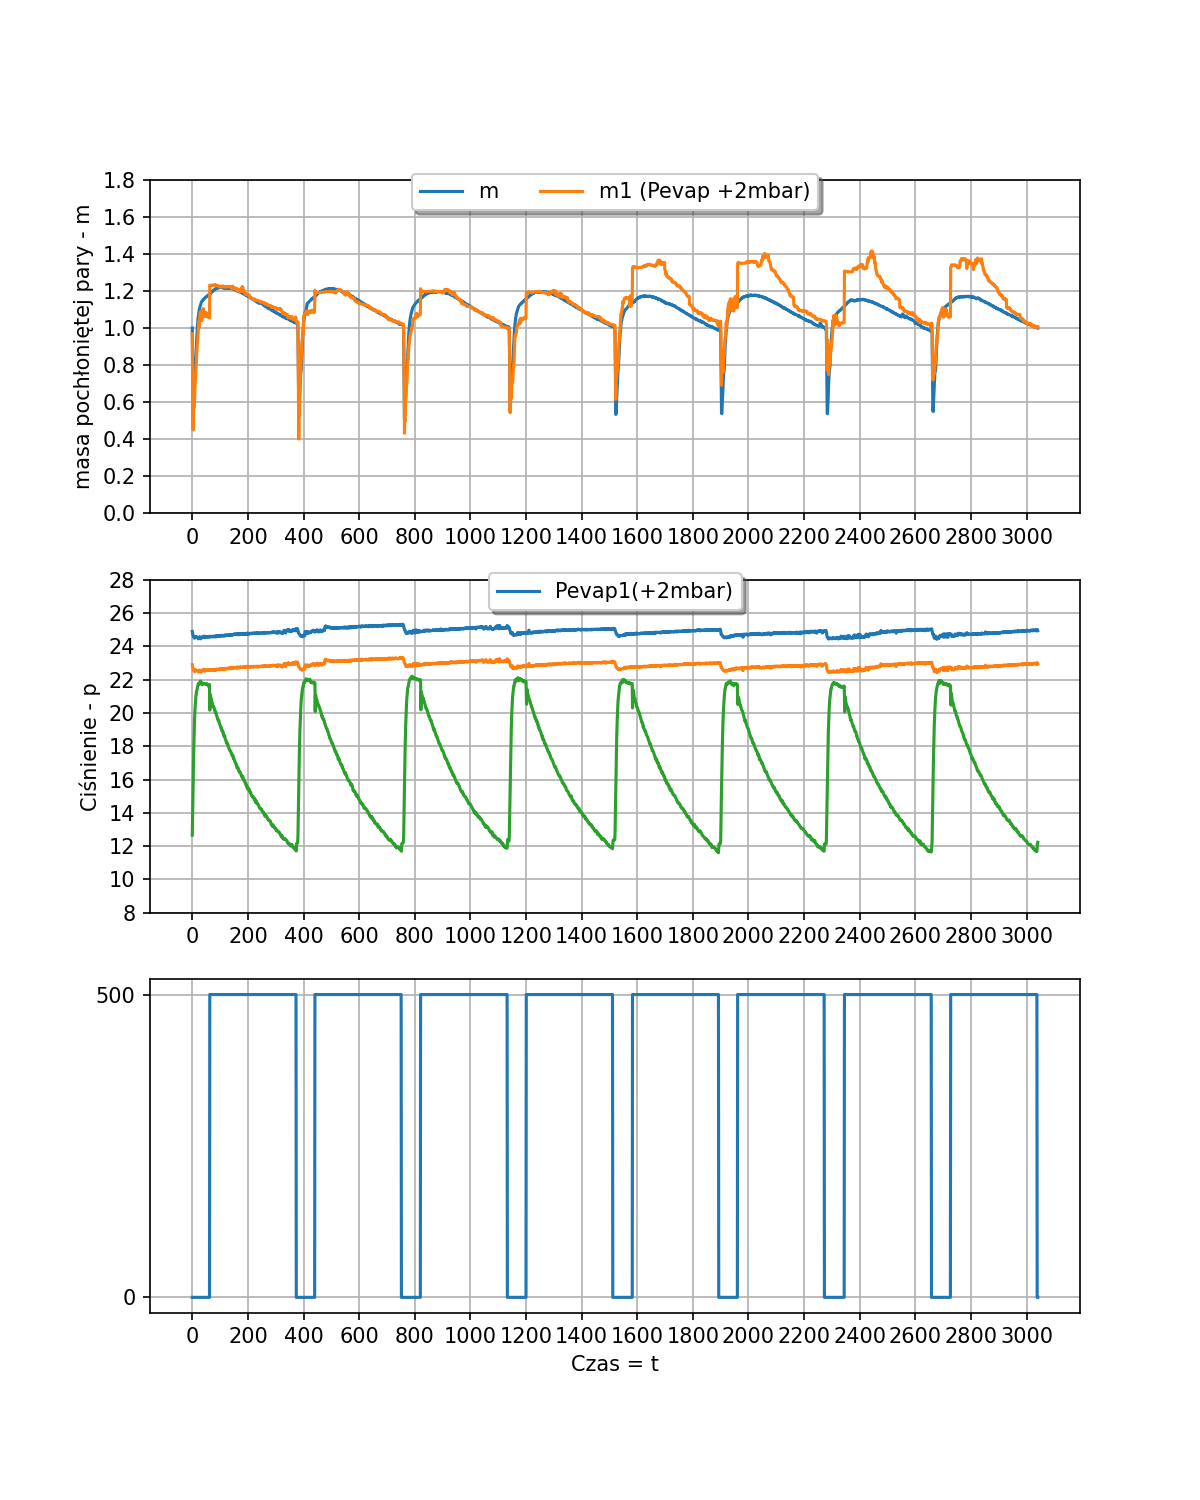 m m1 (Pevap +2mbar)
1.8
1.6
1.4
1.2
1.0
0.8
0.6
0.4
0.2
0.0
masa pochłoniętej pary - m
0 200 400 600 800 1000 1200 1400 1600 1800 2000 2200 2400 2600 2800 3000
Pevap1(+2mbar)
28
26
24
22
20
18
16
14
12
10
8
Ciśnienie - p
0 200 400 600 800 1000 1200 1400 1600 1800 2000 2200 2400 2600 2800 3000
500
0
0 200 400 600 800 1000 1200 1400 1600 1800 2000 2200 2400 2600 2800 3000
Czas = t